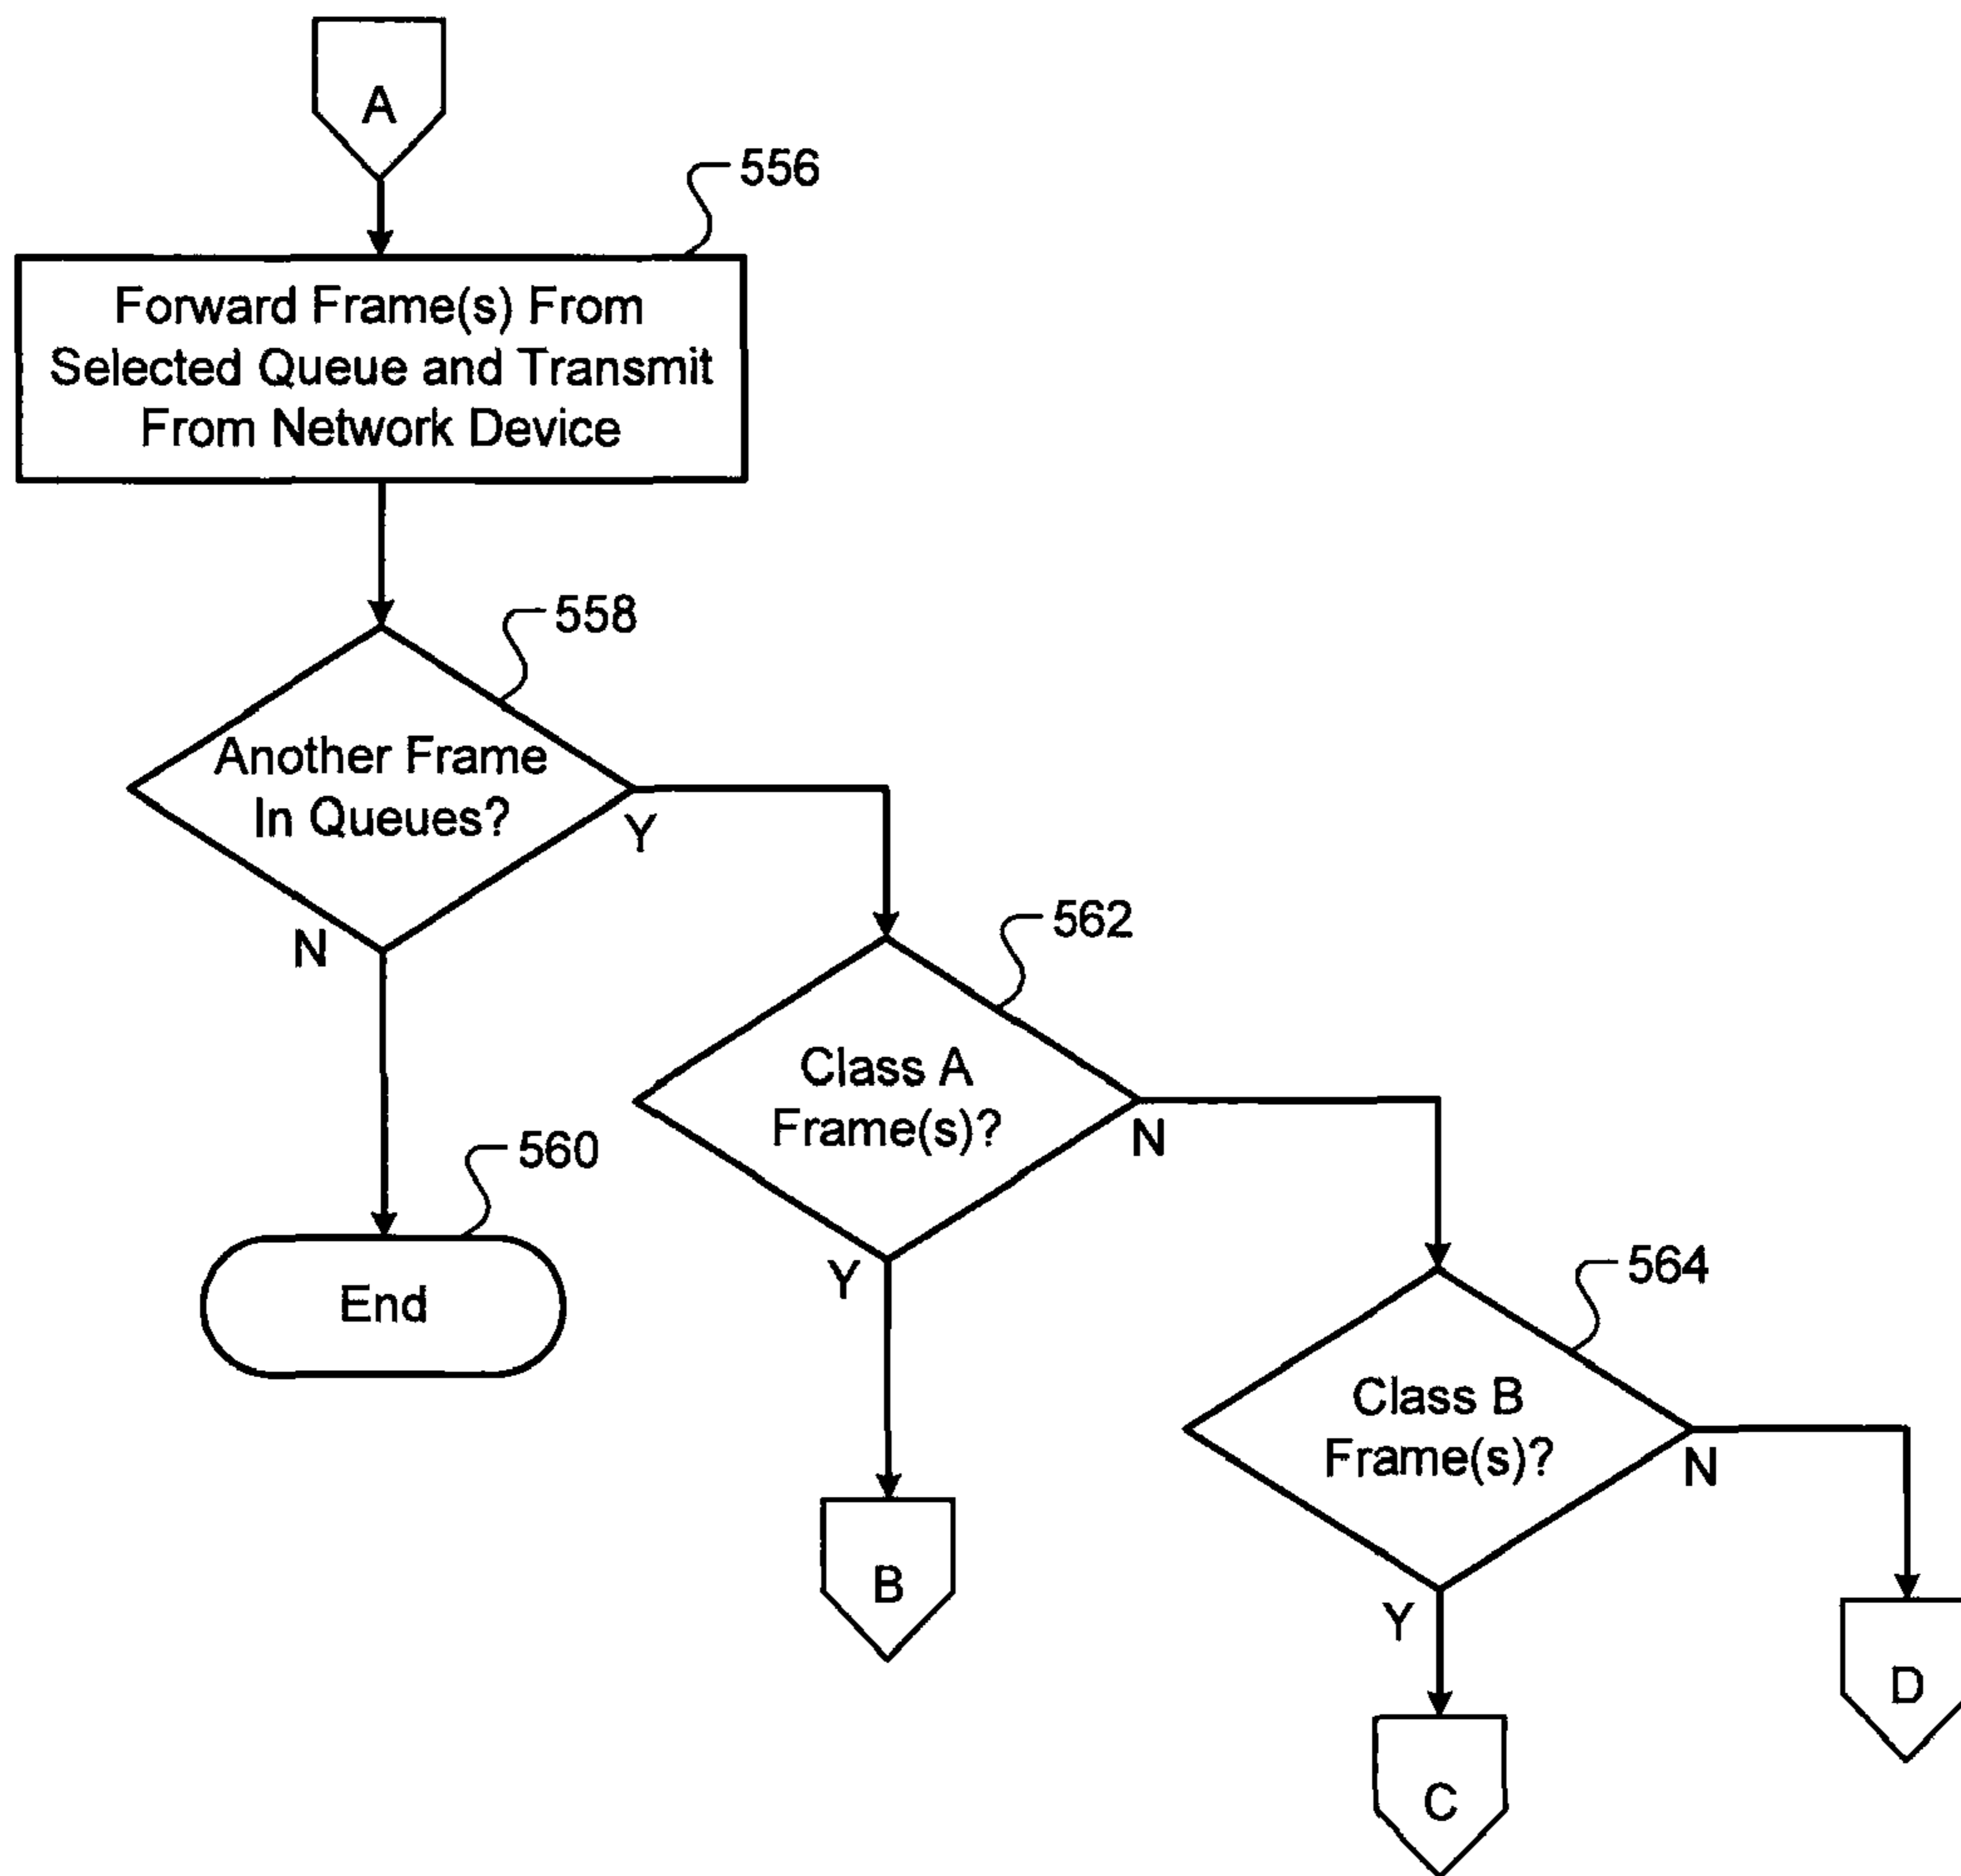 A
556
Forward Frame(s) From
Selected Queue and Transmit
From Network Device
558
Another Frame
In Queues?
Y
N
562
Class A
Frame(s)?
N
Y
560
End
564
Class B
Frame(s)?
N
Y
B
D
C